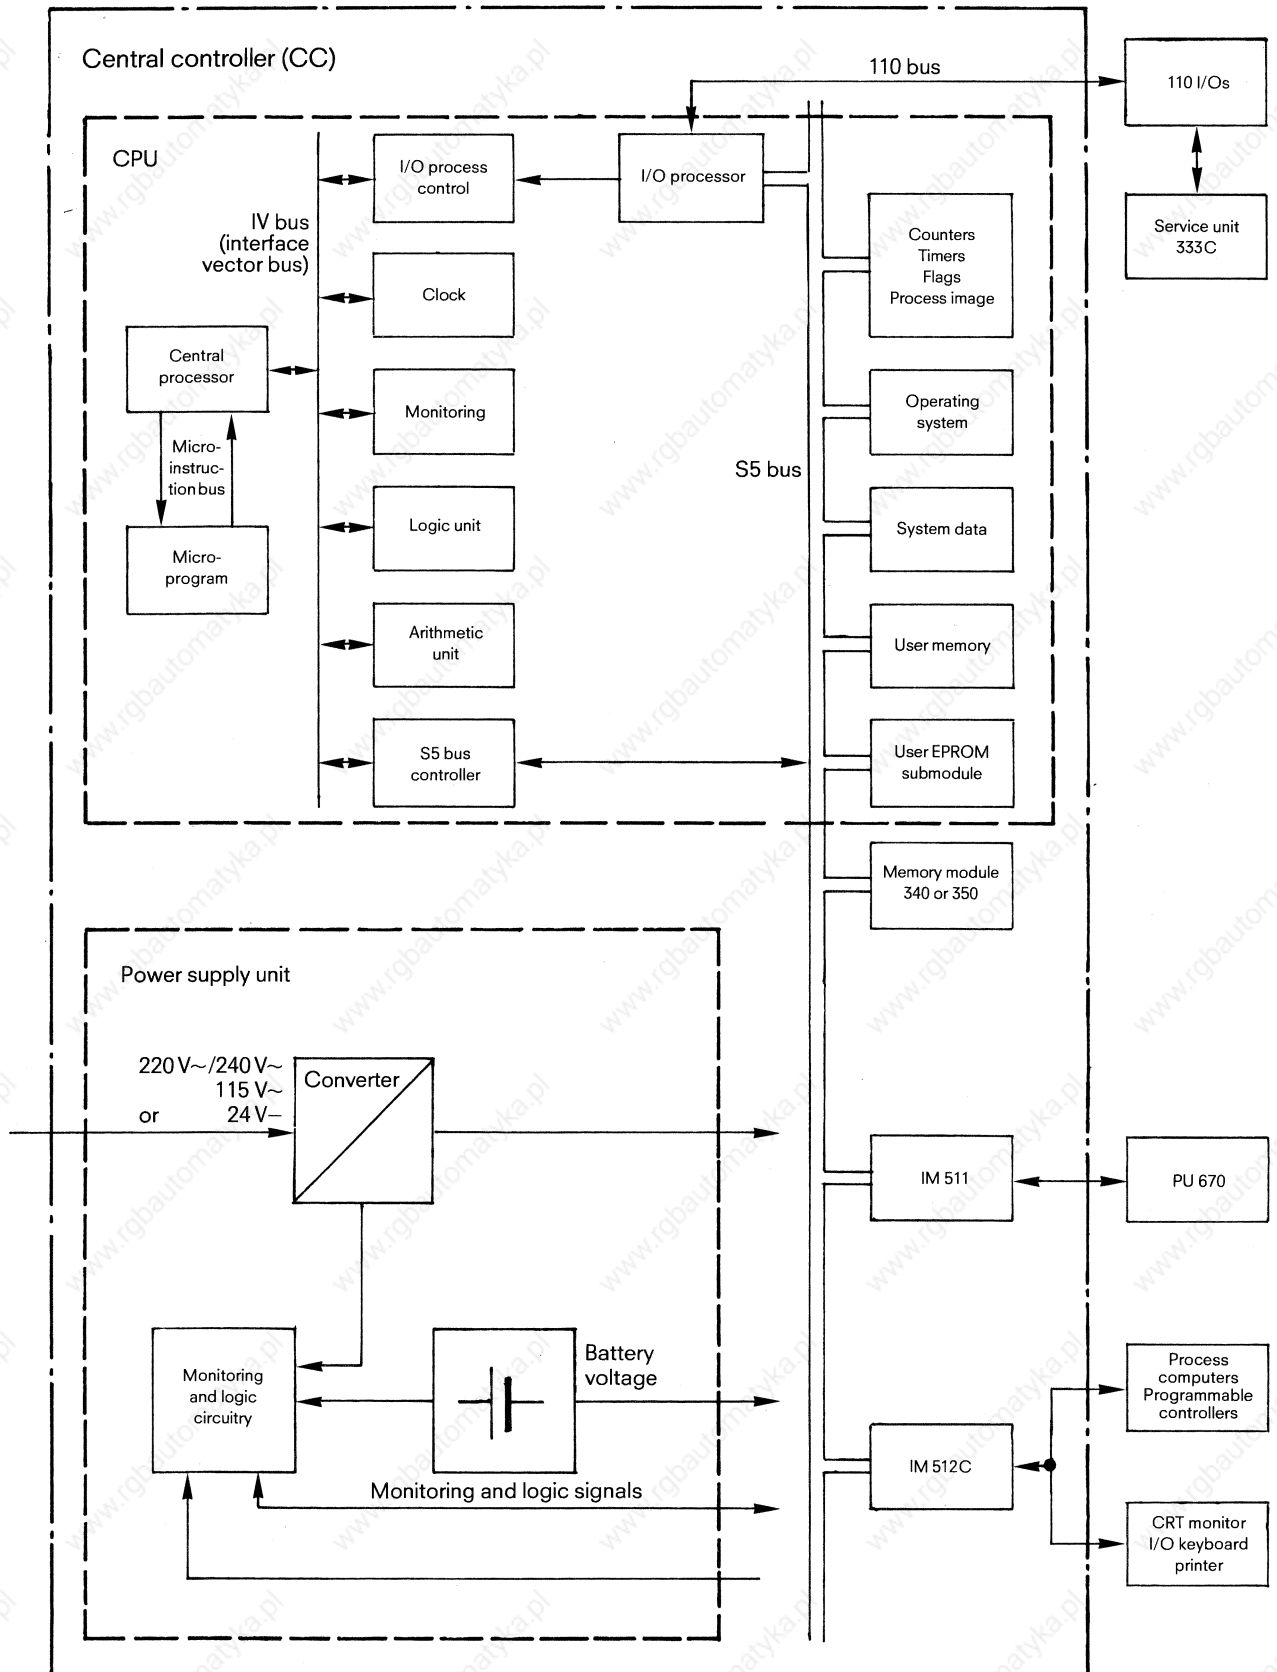 Central controller (CC)
110 bus
110 I/Os
CPU
I/O process
control
I/O processor
IV bus
(interface
vector bus)
Service unit
333C
Counters
Timers
Flags
Process image
Clock
Central
processor
Monitoring
Operating
system
Micro-
instruc-
tion bus
S5 bus
Logic unit
System data
Micro-
program
Arithmetic
unit
User memory
S5 bus
controller
User EPROM
submodule
Memory module
340 or 350
Power supply unit
220 V~/240 V~
115 V~
or 24 V–
Converter
IM 511
PU 670
Monitoring
and logic
circuitry
Battery
voltage
Process
computers
Programmable
controllers
IM 512C
Monitoring and logic signals
CRT monitor
I/O keyboard
printer
www.rgbautomatyka.pl